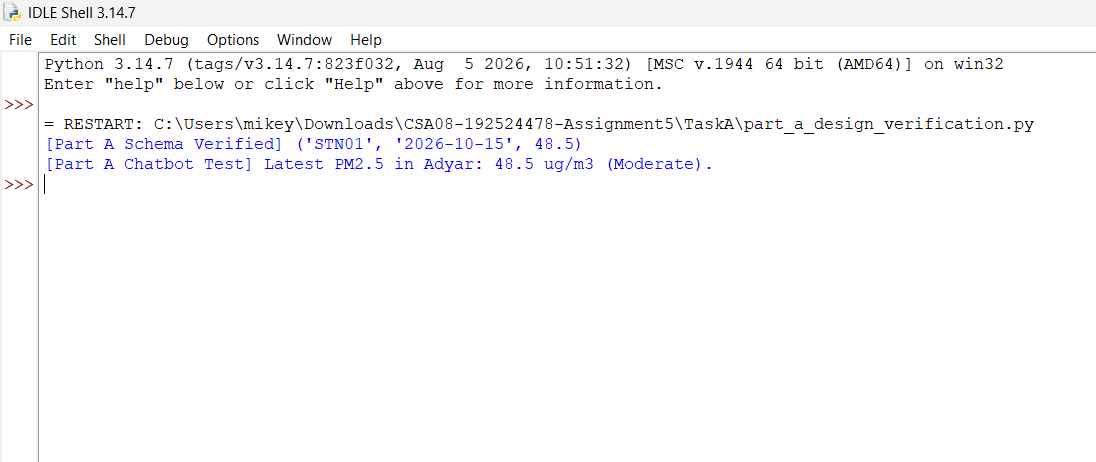 IDLE Shell 3.14.7
File Edit Shell Debug Options Window Help
Python 3.14.7 (tags/v3.14.7:823f032, Aug  5 2026, 10:51:32) [MSC v.1944 64 bit (AMD64)] on win32
Enter "help" below or click "Help" above for more information.
>>>
= RESTART: C:\Users\mikey\Downloads\CSA08-192524478-Assignment5\TaskA\part_a_design_verification.py
[Part A Schema Verified] ('STN01', '2026-10-15', 48.5)
[Part A Chatbot Test] Latest PM2.5 in Adyar: 48.5 ug/m3 (Moderate).
>>>